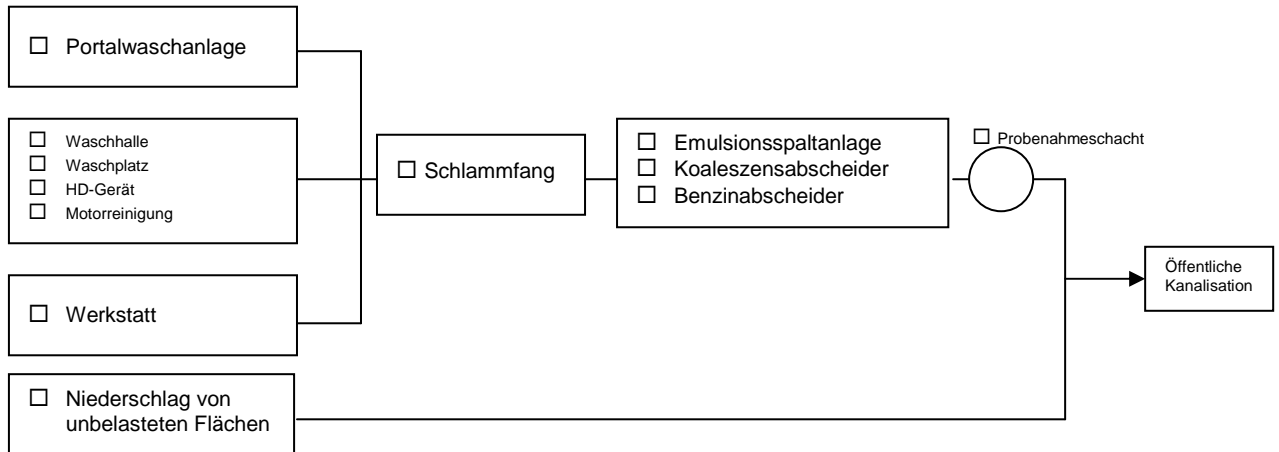 ☐ Portalwaschanlage
☐ Waschhalle
☐ Waschplatz
☐ HD-Gerät
☐ Motorreinigung
☐ Werkstatt
☐ Niederschlag von
unbelasteten Flächen
☐ Schlammfang
☐ Emulsionsspaltanlage
☐ Koaleszensabscheider
☐ Benzinabscheider
☐ Probenahmeschacht
Öffentliche
Kanalisation